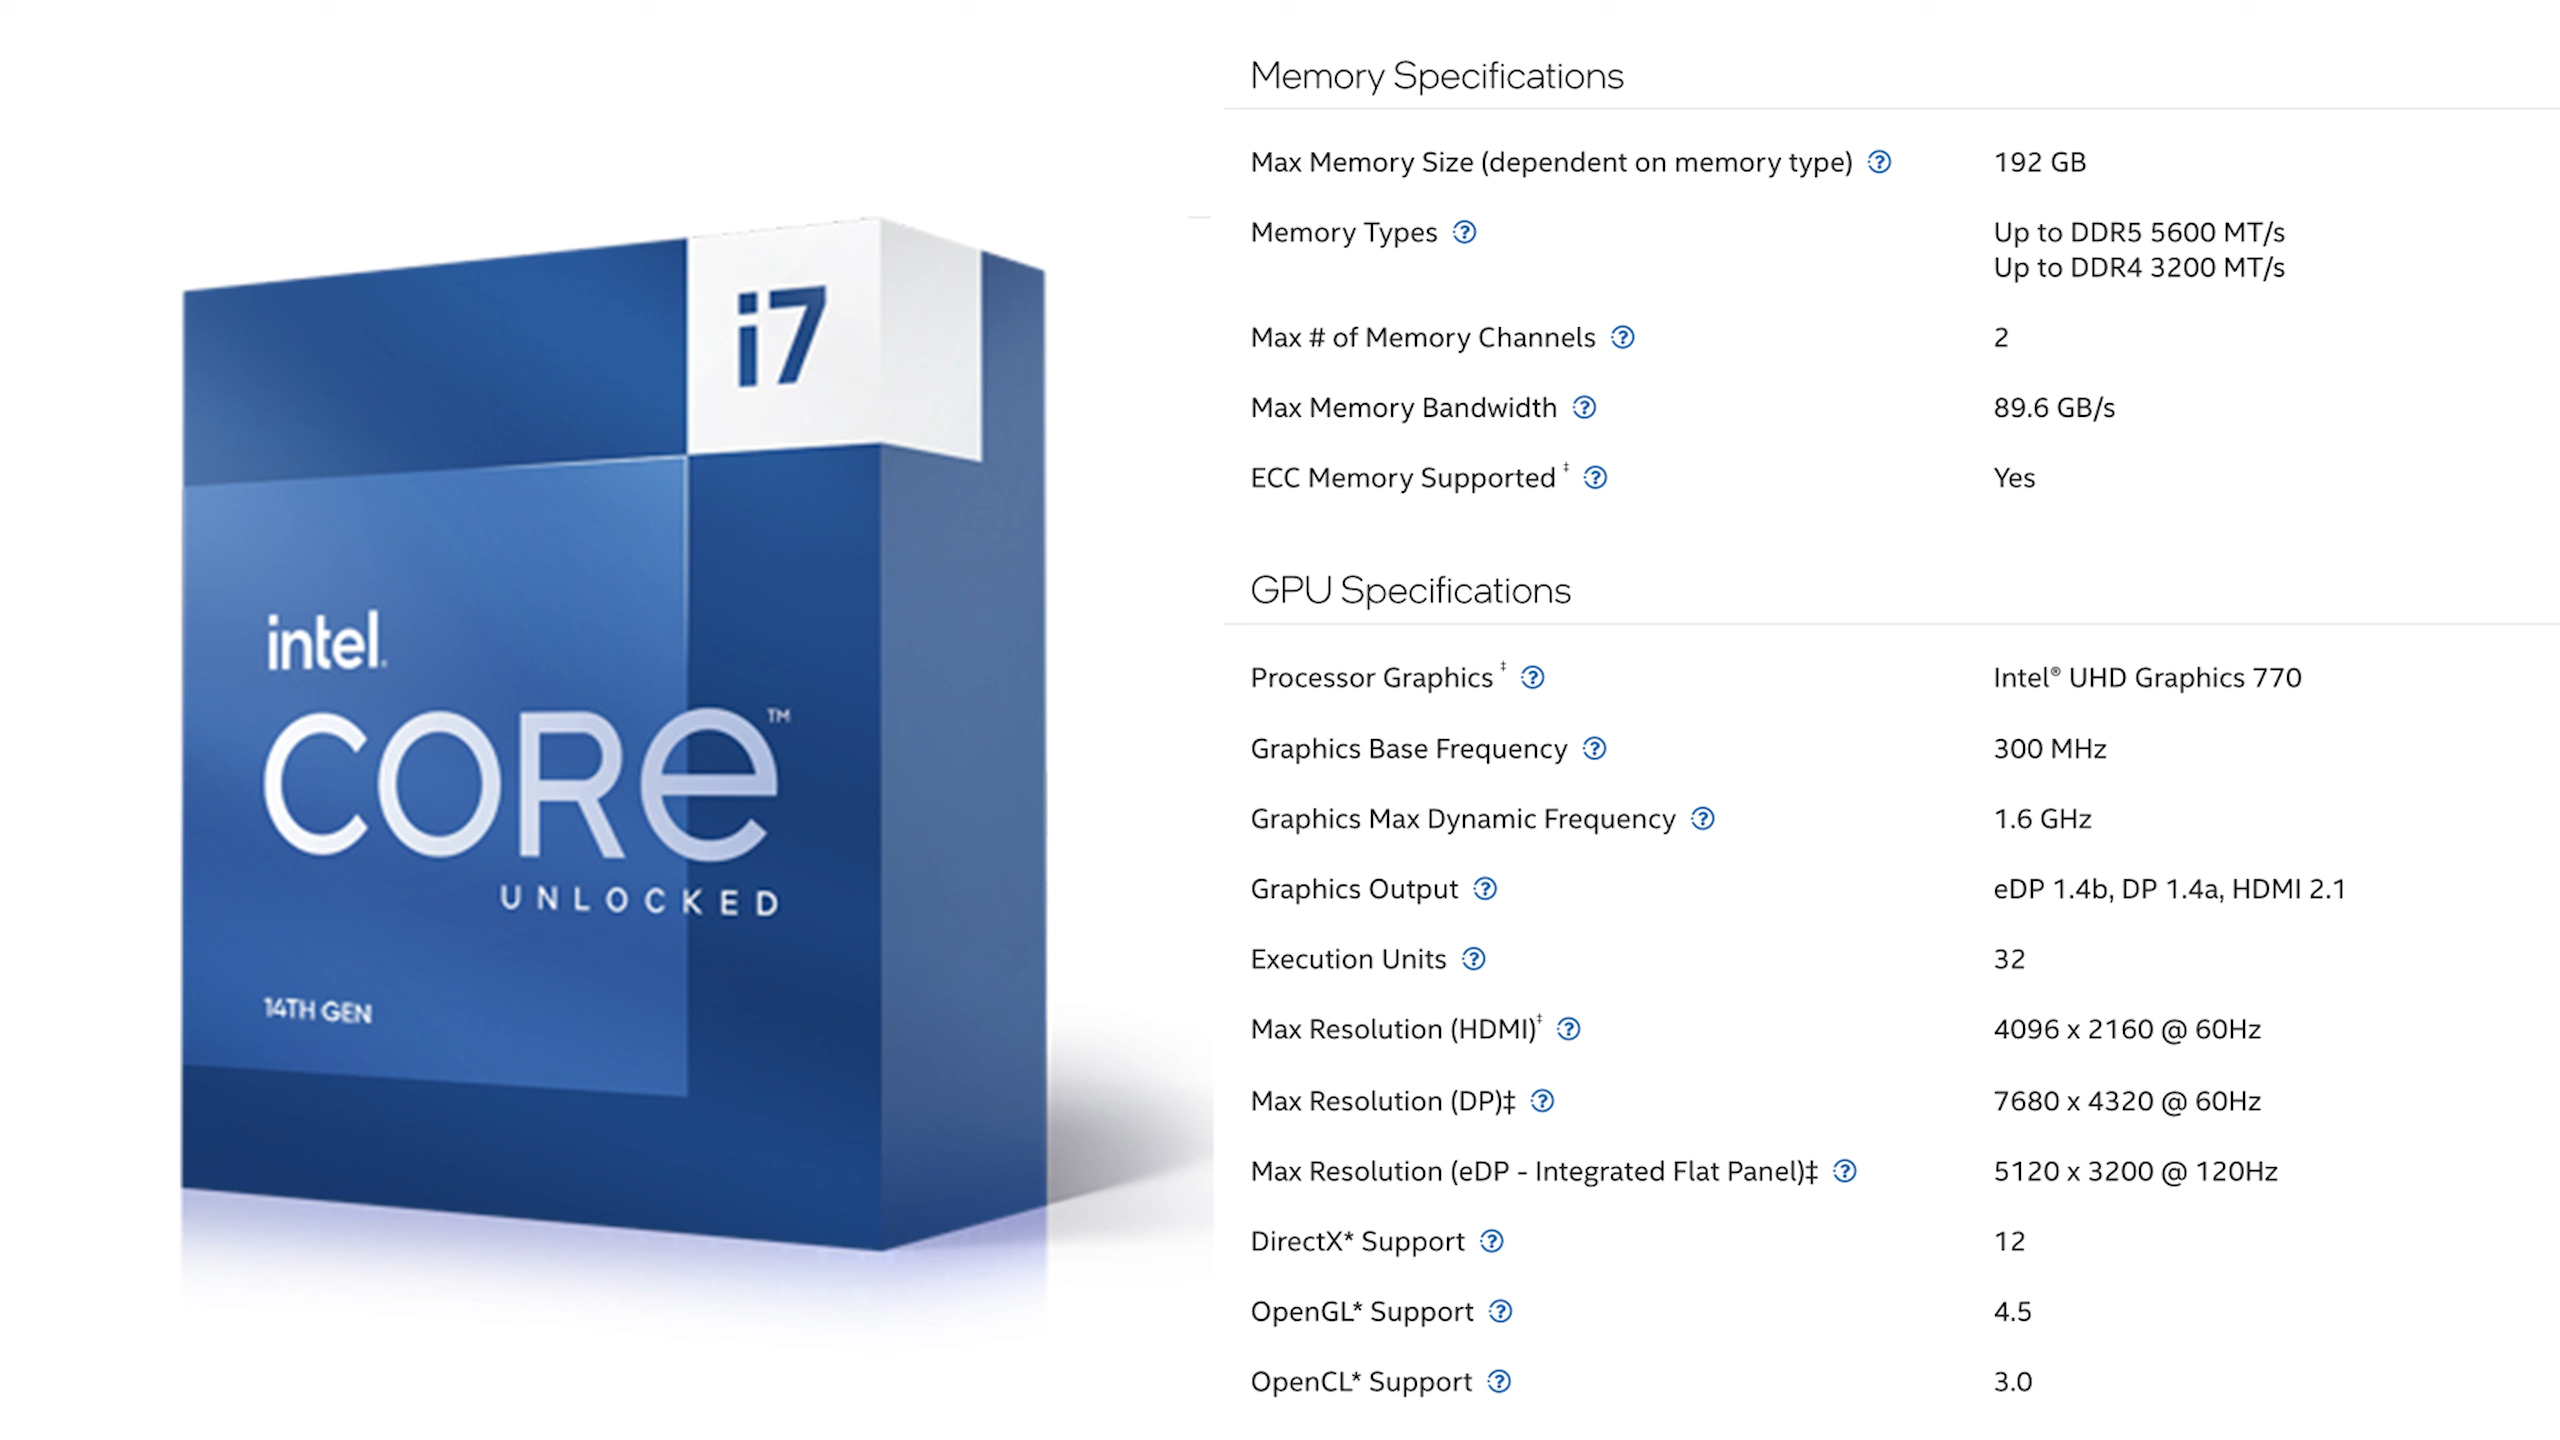 i7
intel.
CORe™
UNLOCKED
14TH GEN
Memory Specifications
Max Memory Size (dependent on memory type) ? 192 GB
Memory Types ? Up to DDR5 5600 MT/s
Up to DDR4 3200 MT/s
Max # of Memory Channels ? 2
Max Memory Bandwidth ? 89.6 GB/s
ECC Memory Supported ‡ ? Yes
GPU Specifications
Processor Graphics ‡ ? Intel® UHD Graphics 770
Graphics Base Frequency ? 300 MHz
Graphics Max Dynamic Frequency ? 1.6 GHz
Graphics Output ? eDP 1.4b, DP 1.4a, HDMI 2.1
Execution Units ? 32
Max Resolution (HDMI)‡ ? 4096 x 2160 @ 60Hz
Max Resolution (DP)‡ ? 7680 x 4320 @ 60Hz
Max Resolution (eDP - Integrated Flat Panel)‡ ? 5120 x 3200 @ 120Hz
DirectX* Support ? 12
OpenGL* Support ? 4.5
OpenCL* Support ? 3.0